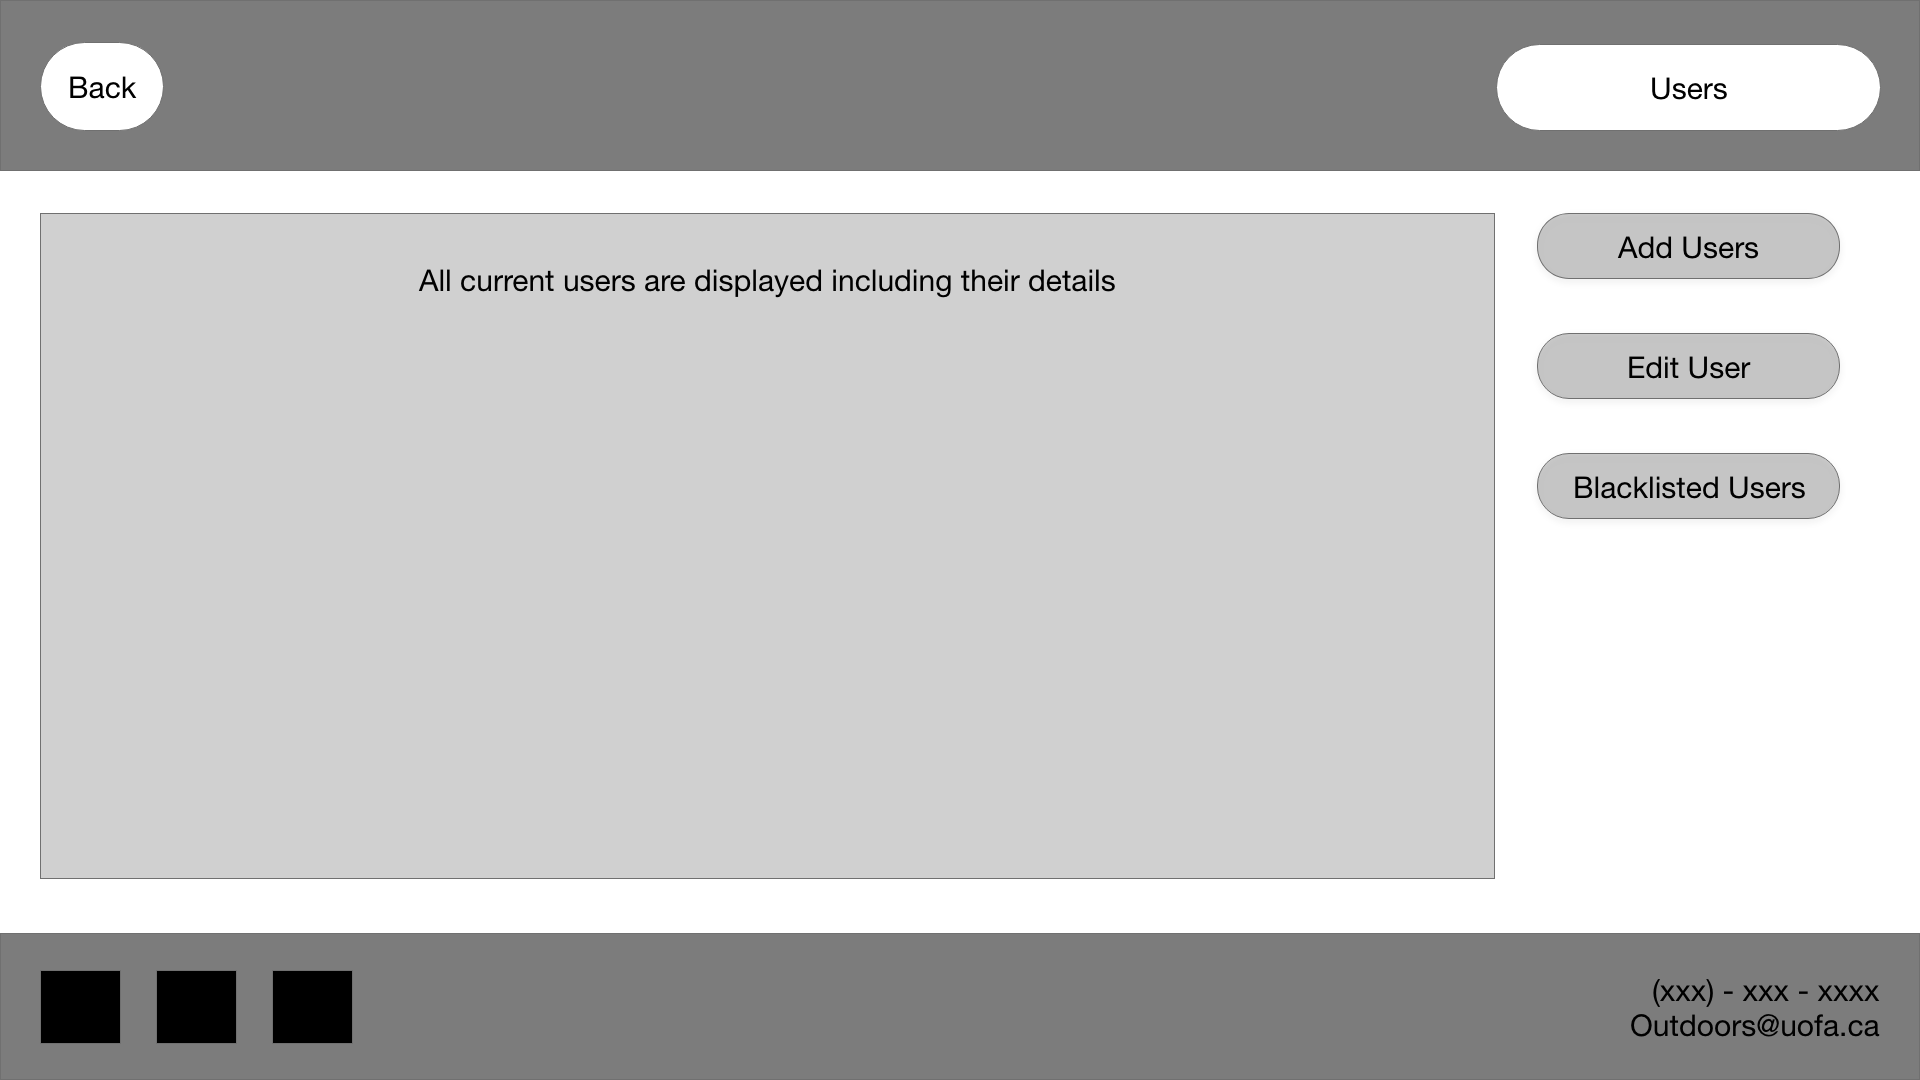 Back
Users
All current users are displayed including their details
Add Users
Edit User
Blacklisted Users
(xxx) - xxx - xxxx
Outdoors@uofa.ca